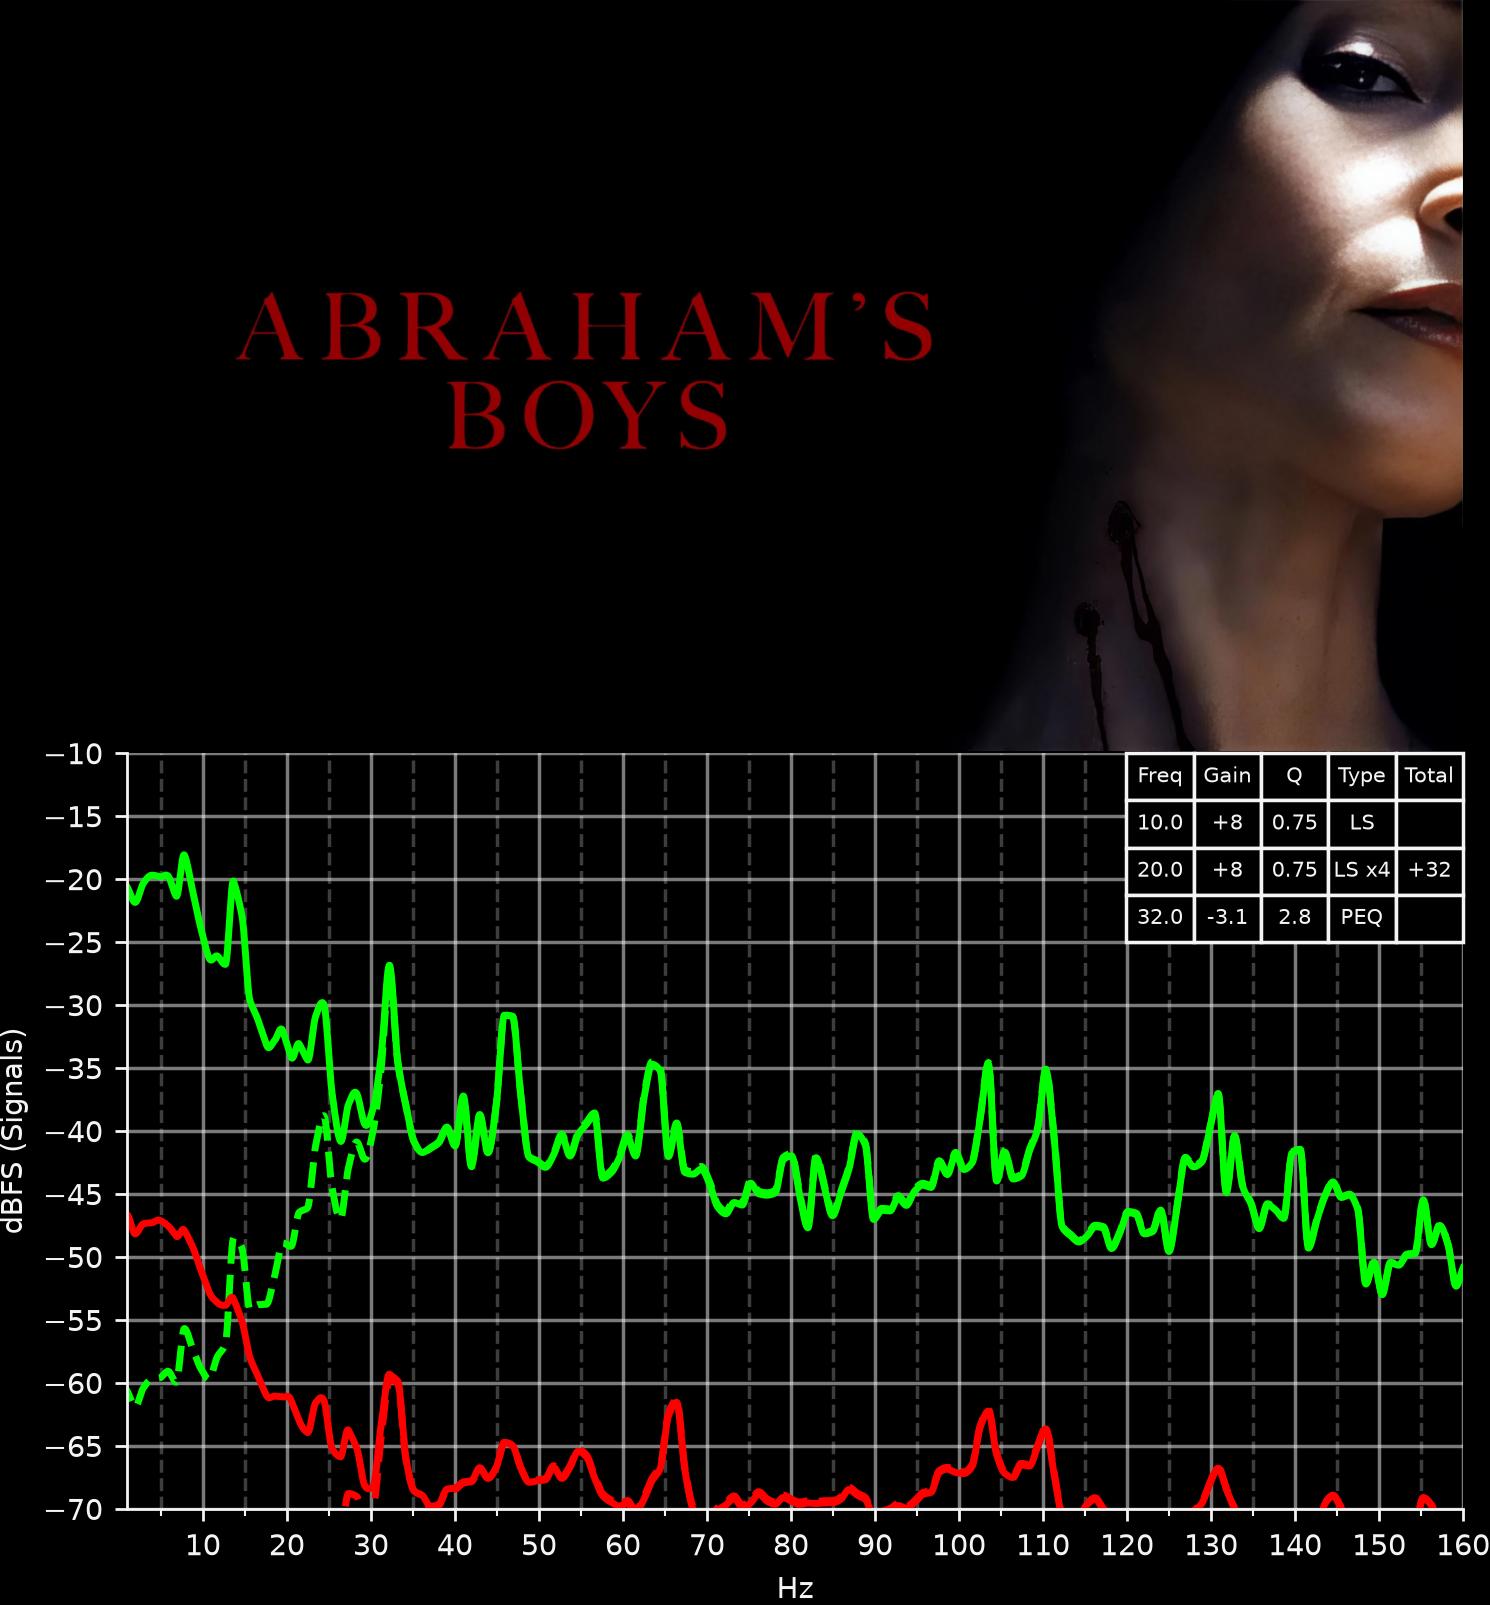 ABRAHAM’S
BOYS
Freq Gain Q Type Total
10.0 +8 0.75 LS
20.0 +8 0.75 LS x4 +32
32.0 -3.1 2.8 PEQ
−10
−15
−20
−25
−30
−35
−40
−45
−50
−55
−60
−65
−70
dBFS (Signals)
10 20 30 40 50 60 70 80 90 100 110 120 130 140 150 160
Hz